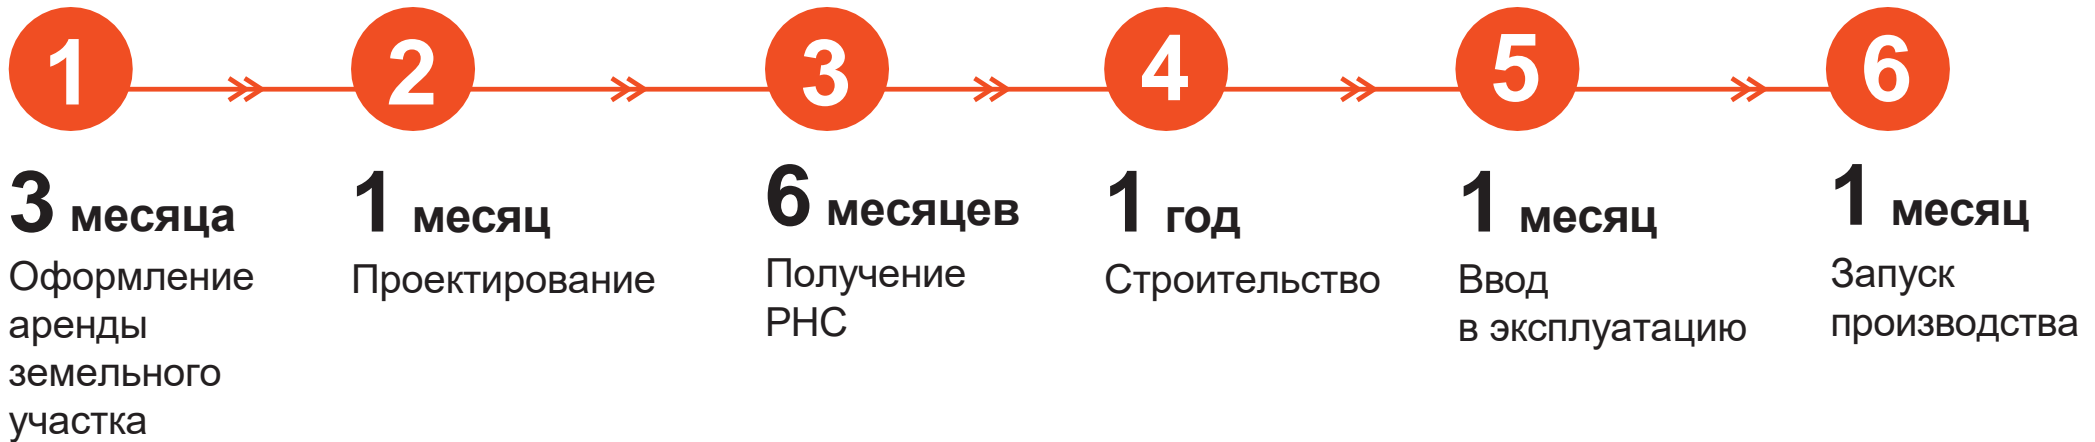 1
2
3
4
5
6
3 месяца
Оформление
аренды
земельного
участка
1 месяц
Проектирование
6 месяцев
Получение
РНС
1 год
Строительство
1 месяц
Ввод
в эксплуатацию
1 месяц
Запуск
производства